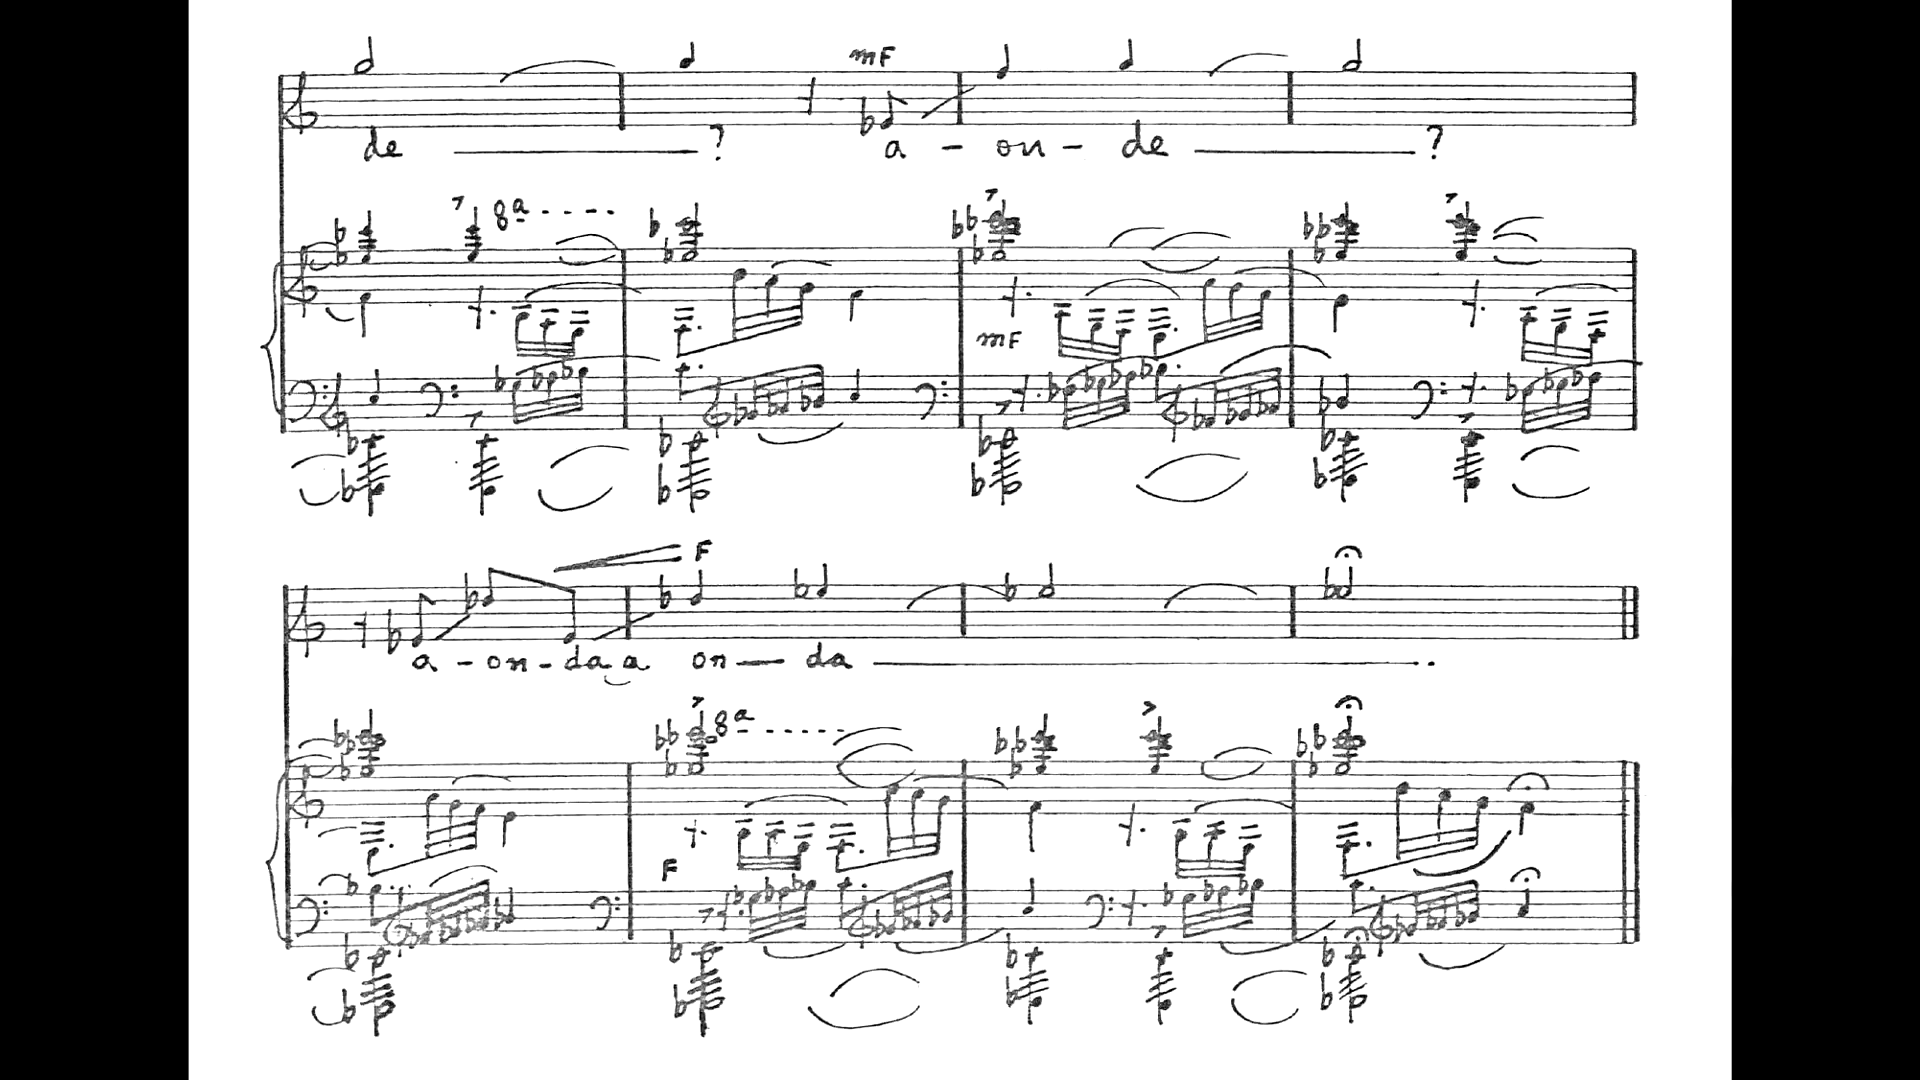 mF
de ? a - on - de ?
8a
mF
F
a - on - da a on - da .
8a
F